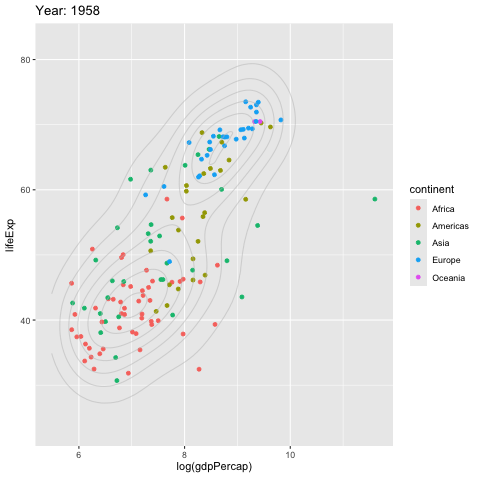 Year: 1958
80
60
40
lifeExp
6
8
10
log(gdpPercap)
continent
Africa
Americas
Asia
Europe
Oceania